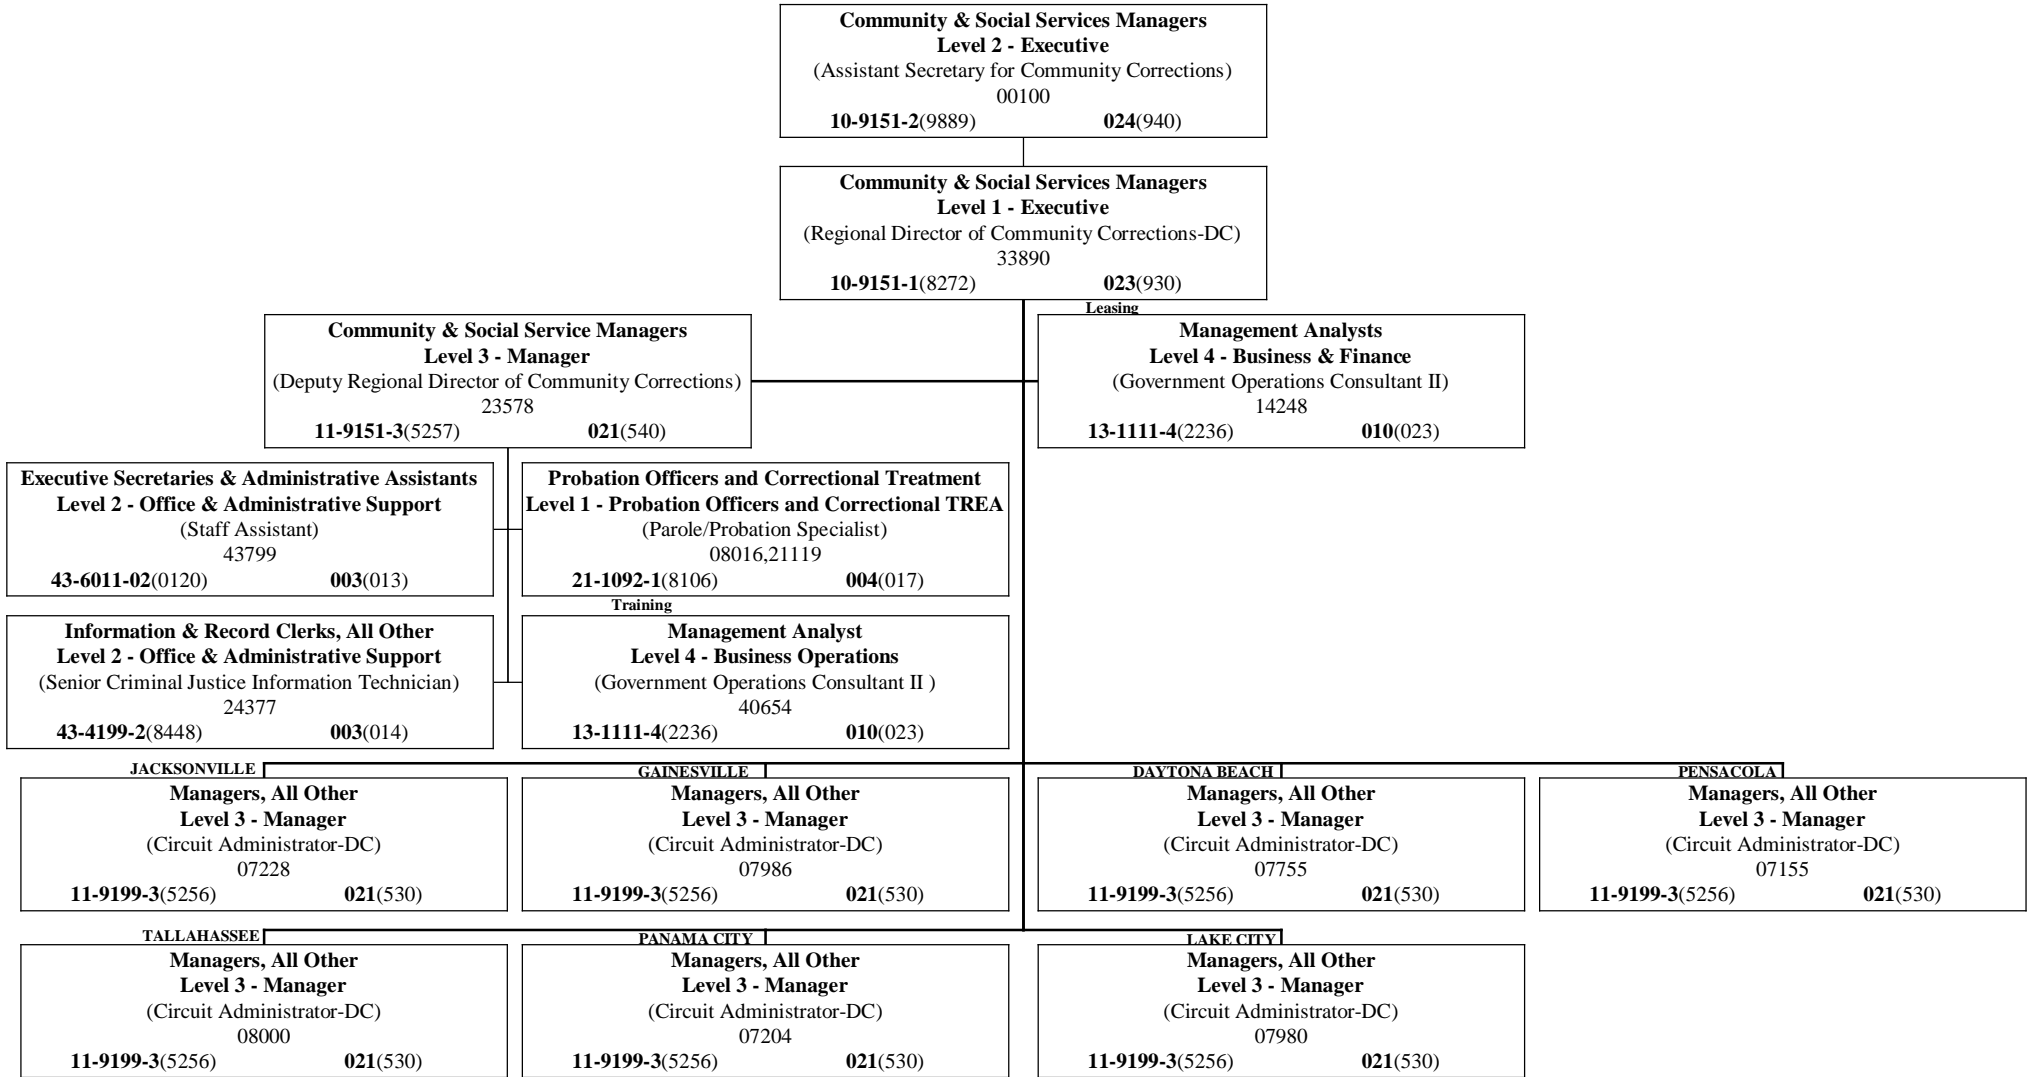 Community & Social Services Managers
Level 2 - Executive
(Assistant Secretary for Community Corrections)
00100
10-9151-2(9889) 024(940)
Community & Social Services Managers
Level 1 - Executive
(Regional Director of Community Corrections-DC)
33890
10-9151-1(8272) 023(930)
Community & Social Service Managers
Level 3 - Manager
(Deputy Regional Director of Community Corrections)
23578
11-9151-3(5257) 021(540)
Leasing
Management Analysts
Level 4 - Business & Finance
(Government Operations Consultant II)
14248
13-1111-4(2236) 010(023)
Executive Secretaries & Administrative Assistants
Level 2 - Office & Administrative Support
(Staff Assistant)
43799
43-6011-02(0120) 003(013)
Probation Officers and Correctional Treatment
Level 1 - Probation Officers and Correctional TREA
(Parole/Probation Specialist)
08016,21119
21-1092-1(8106) 004(017)
Information & Record Clerks, All Other
Level 2 - Office & Administrative Support
(Senior Criminal Justice Information Technician)
24377
43-4199-2(8448) 003(014)
Training
Management Analyst
Level 4 - Business Operations
(Government Operations Consultant II )
40654
13-1111-4(2236) 010(023)
JACKSONVILLE
Managers, All Other
Level 3 - Manager
(Circuit Administrator-DC)
07228
11-9199-3(5256) 021(530)
GAINESVILLE
Managers, All Other
Level 3 - Manager
(Circuit Administrator-DC)
07986
11-9199-3(5256) 021(530)
DAYTONA BEACH
Managers, All Other
Level 3 - Manager
(Circuit Administrator-DC)
07755
11-9199-3(5256) 021(530)
PENSACOLA
Managers, All Other
Level 3 - Manager
(Circuit Administrator-DC)
07155
11-9199-3(5256) 021(530)
TALLAHASSEE
Managers, All Other
Level 3 - Manager
(Circuit Administrator-DC)
08000
11-9199-3(5256) 021(530)
PANAMA CITY
Managers, All Other
Level 3 - Manager
(Circuit Administrator-DC)
07204
11-9199-3(5256) 021(530)
LAKE CITY
Managers, All Other
Level 3 - Manager
(Circuit Administrator-DC)
07980
11-9199-3(5256) 021(530)